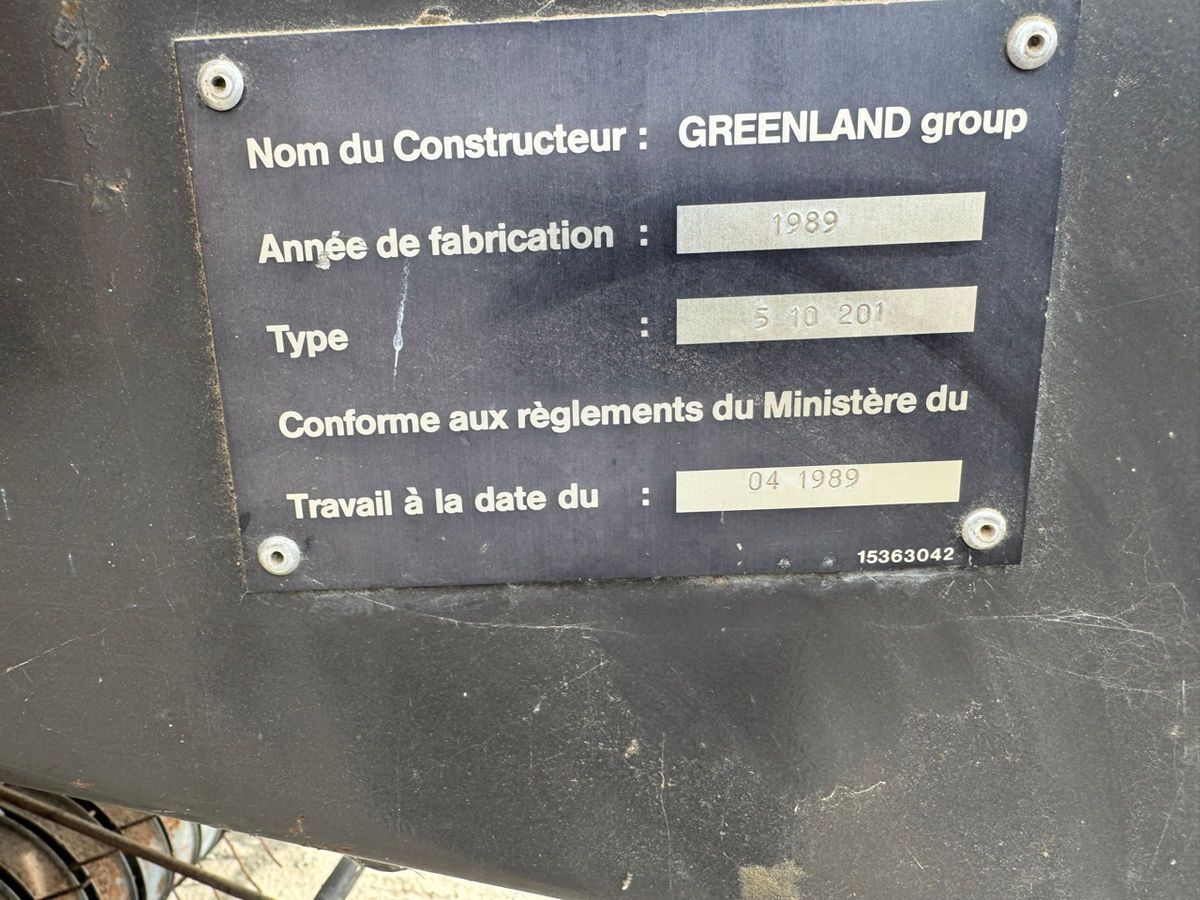 Nom du Constructeur : GREENLAND group
Année de fabrication : 1989
Type : 5 10 201
Conforme aux règlements du Ministère du
Travail à la date du : 04 1989
15363042